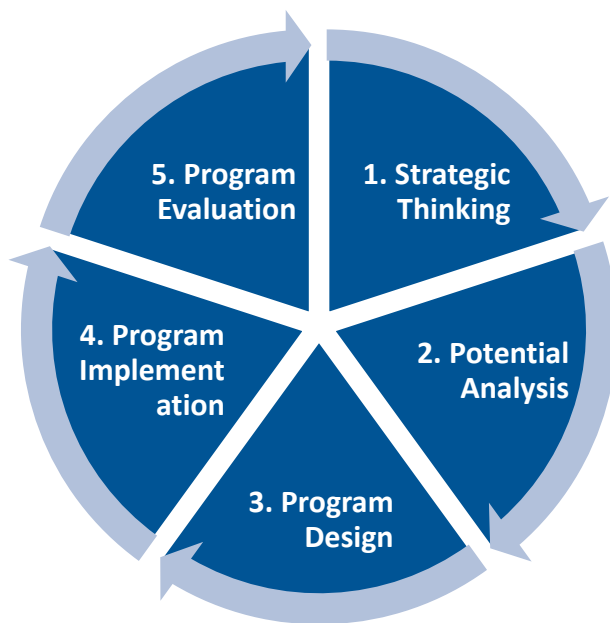 1. Strategic
Thinking
2. Potential
Analysis
3. Program
Design
4. Program
Implement
ation
5. Program
Evaluation